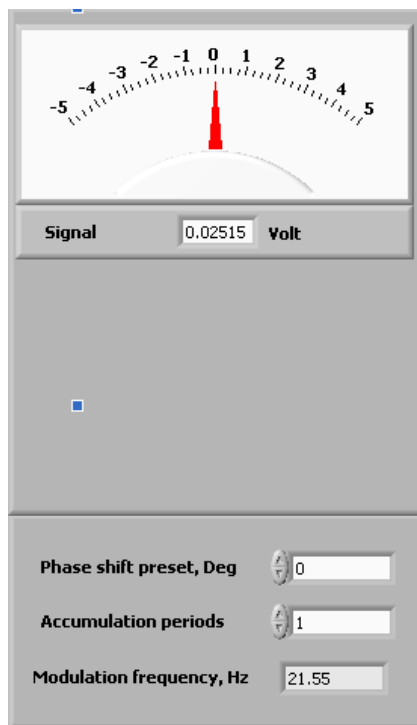 -5 -4 -3 -2 -1 0 1 2 3 4 5
Signal 0.02515 Volt
Phase shift preset, Deg 0
Accumulation periods 1
Modulation frequency, Hz 21.55